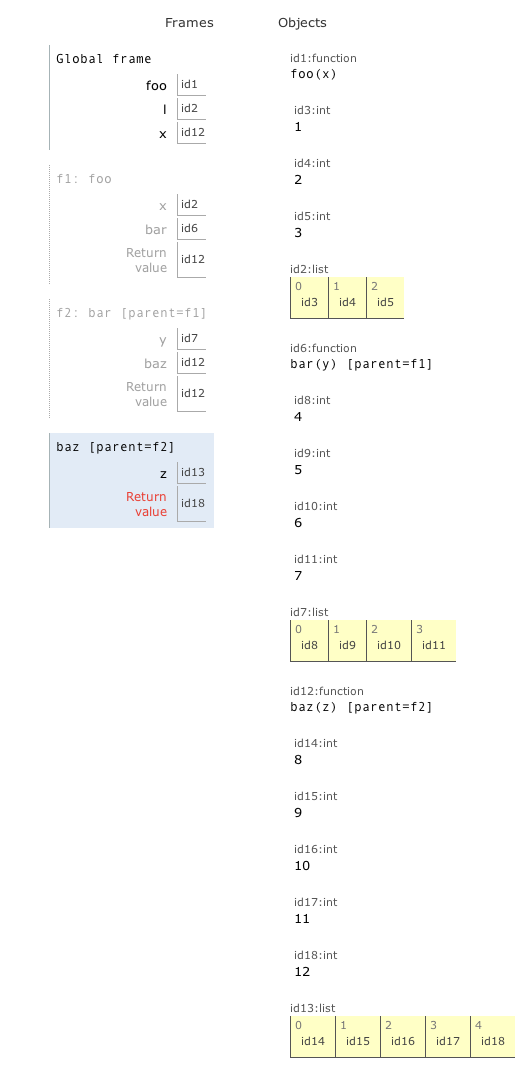 Frames Objects
Global frame
foo id1
l id2
x id12
f1: foo
x id2
bar id6
Return
value id12
f2: bar [parent=f1]
y id7
baz id12
Return
value id12
baz [parent=f2]
z id13
Return
value id18
id1:function
foo(x)
id3:int
1
id4:int
2
id5:int
3
id2:list
0 1 2
id3 id4 id5
id6:function
bar(y) [parent=f1]
id8:int
4
id9:int
5
id10:int
6
id11:int
7
id7:list
0 1 2 3
id8 id9 id10 id11
id12:function
baz(z) [parent=f2]
id14:int
8
id15:int
9
id16:int
10
id17:int
11
id18:int
12
id13:list
0 1 2 3 4
id14 id15 id16 id17 id18